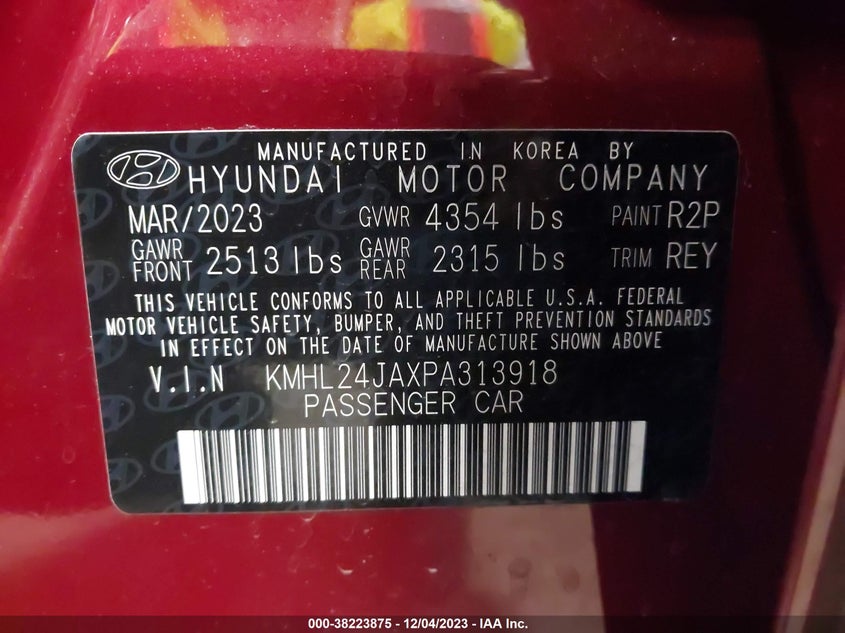 MANUFACTURED IN KOREA BY
HYUNDAI MOTOR COMPANY
MAR/2023 GVWR 4354 lbs PAINT R2P
GAWR FRONT 2513 lbs GAWR REAR 2315 lbs TRIM REY
THIS VEHICLE CONFORMS TO ALL APPLICABLE U.S.A. FEDERAL
MOTOR VEHICLE SAFETY, BUMPER, AND THEFT PREVENTION STANDARDS
IN EFFECT ON THE DATE OF MANUFACTURE SHOWN ABOVE
V.I.N KMHL24JAXPA313918
PASSENGER CAR
000-38223875 - 12/04/2023 - IAA Inc.